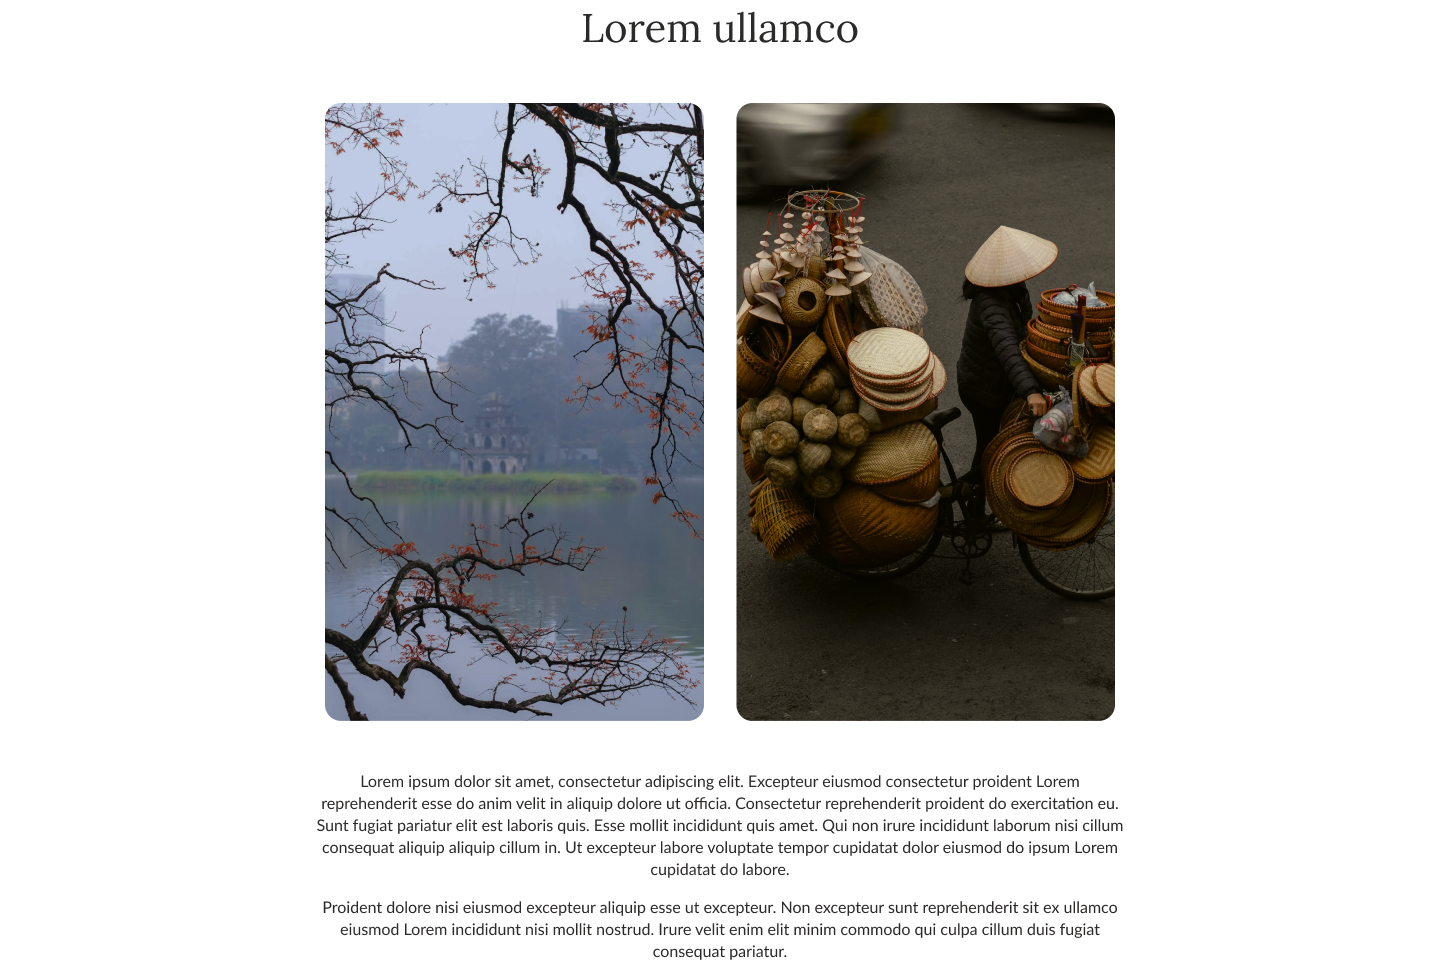 Lorem ullamco
Lorem ipsum dolor sit amet, consectetur adipiscing elit. Excepteur eiusmod consectetur proident Lorem
reprehenderit esse do anim velit in aliquip dolore ut officia. Consectetur reprehenderit proident do exercitation eu.
Sunt fugiat pariatur elit est laboris quis. Esse mollit incididunt quis amet. Qui non irure incididunt laborum nisi cillum
consequat aliquip aliquip cillum in. Ut excepteur labore voluptate tempor cupidatat dolor eiusmod do ipsum Lorem
cupidatat do labore.
Proident dolore nisi eiusmod excepteur aliquip esse ut excepteur. Non excepteur sunt reprehenderit sit ex ullamco
eiusmod Lorem incididunt nisi mollit nostrud. Irure velit enim elit minim commodo qui culpa cillum duis fugiat
consequat pariatur.